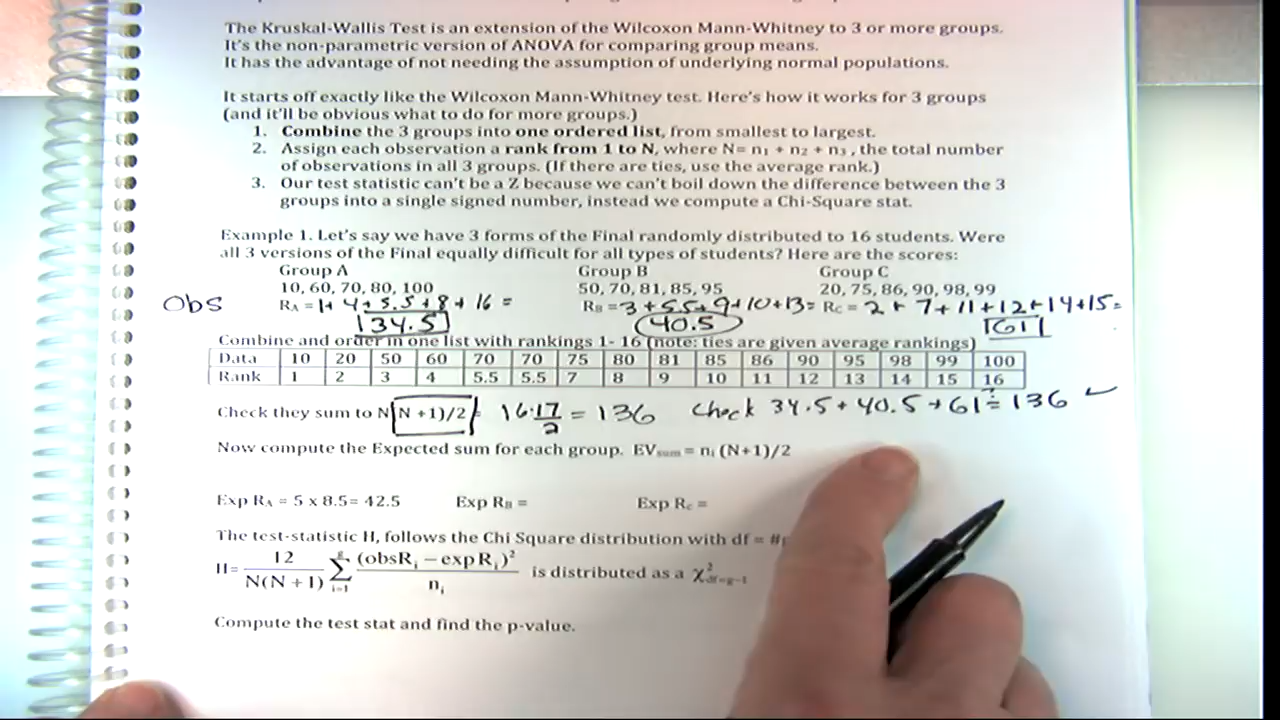 The Kruskal-Wallis Test is an extension of the Wilcoxon Mann-Whitney to 3 or more groups.
It's the non-parametric version of ANOVA for comparing group means.
It has the advantage of not needing the assumption of underlying normal populations.
It starts off exactly like the Wilcoxon Mann-Whitney test. Here's how it works for 3 groups
(and it'll be obvious what to do for more groups.)
1. Combine the 3 groups into one ordered list, from smallest to largest.
2. Assign each observation a rank from 1 to N, where N= n₁ + n₂ + n₃ , the total number
of observations in all 3 groups. (If there are ties, use the average rank.)
3. Our test statistic can't be a Z because we can't boil down the difference between the 3
groups into a single signed number, instead we compute a Chi-Square stat.
Example 1. Let's say we have 3 forms of the Final randomly distributed to 16 students. Were
all 3 versions of the Final equally difficult for all types of students? Here are the scores:
Group A Group B Group C
10, 60, 70, 80, 100 50, 70, 81, 85, 95 20, 75, 86, 90, 98, 99
Obs R_A = 1+ 4+5.5+8+16 = R_B = 3+5.5+9+10+13= R_C = 2+ 7+11+12+14+15=
34.5 40.5 61
Combine and order in one list with rankings 1- 16 (note: ties are given average rankings)
Data 10 20 50 60 70 70 75 80 81 85 86 90 95 98 99 100
Rank 1 2 3 4 5.5 5.5 7 8 9 10 11 12 13 14 15 16
Check they sum to N(N +1)/2 = 16·17/2 = 136 Check 34.5+40.5+61 ≟ 136 ✓
Now compute the Expected sum for each group. EV_sum = nᵢ (N+1)/2
Exp R_A = 5 x 8.5= 42.5 Exp R_B = Exp R_C =
The test-statistic H, follows the Chi Square distribution with df = #
H= 12/N(N + 1) ∑_{i=1}^{g} (obsRᵢ − expRᵢ)²/nᵢ is distributed as a χ²_{df=g-1}
Compute the test stat and find the p-value.